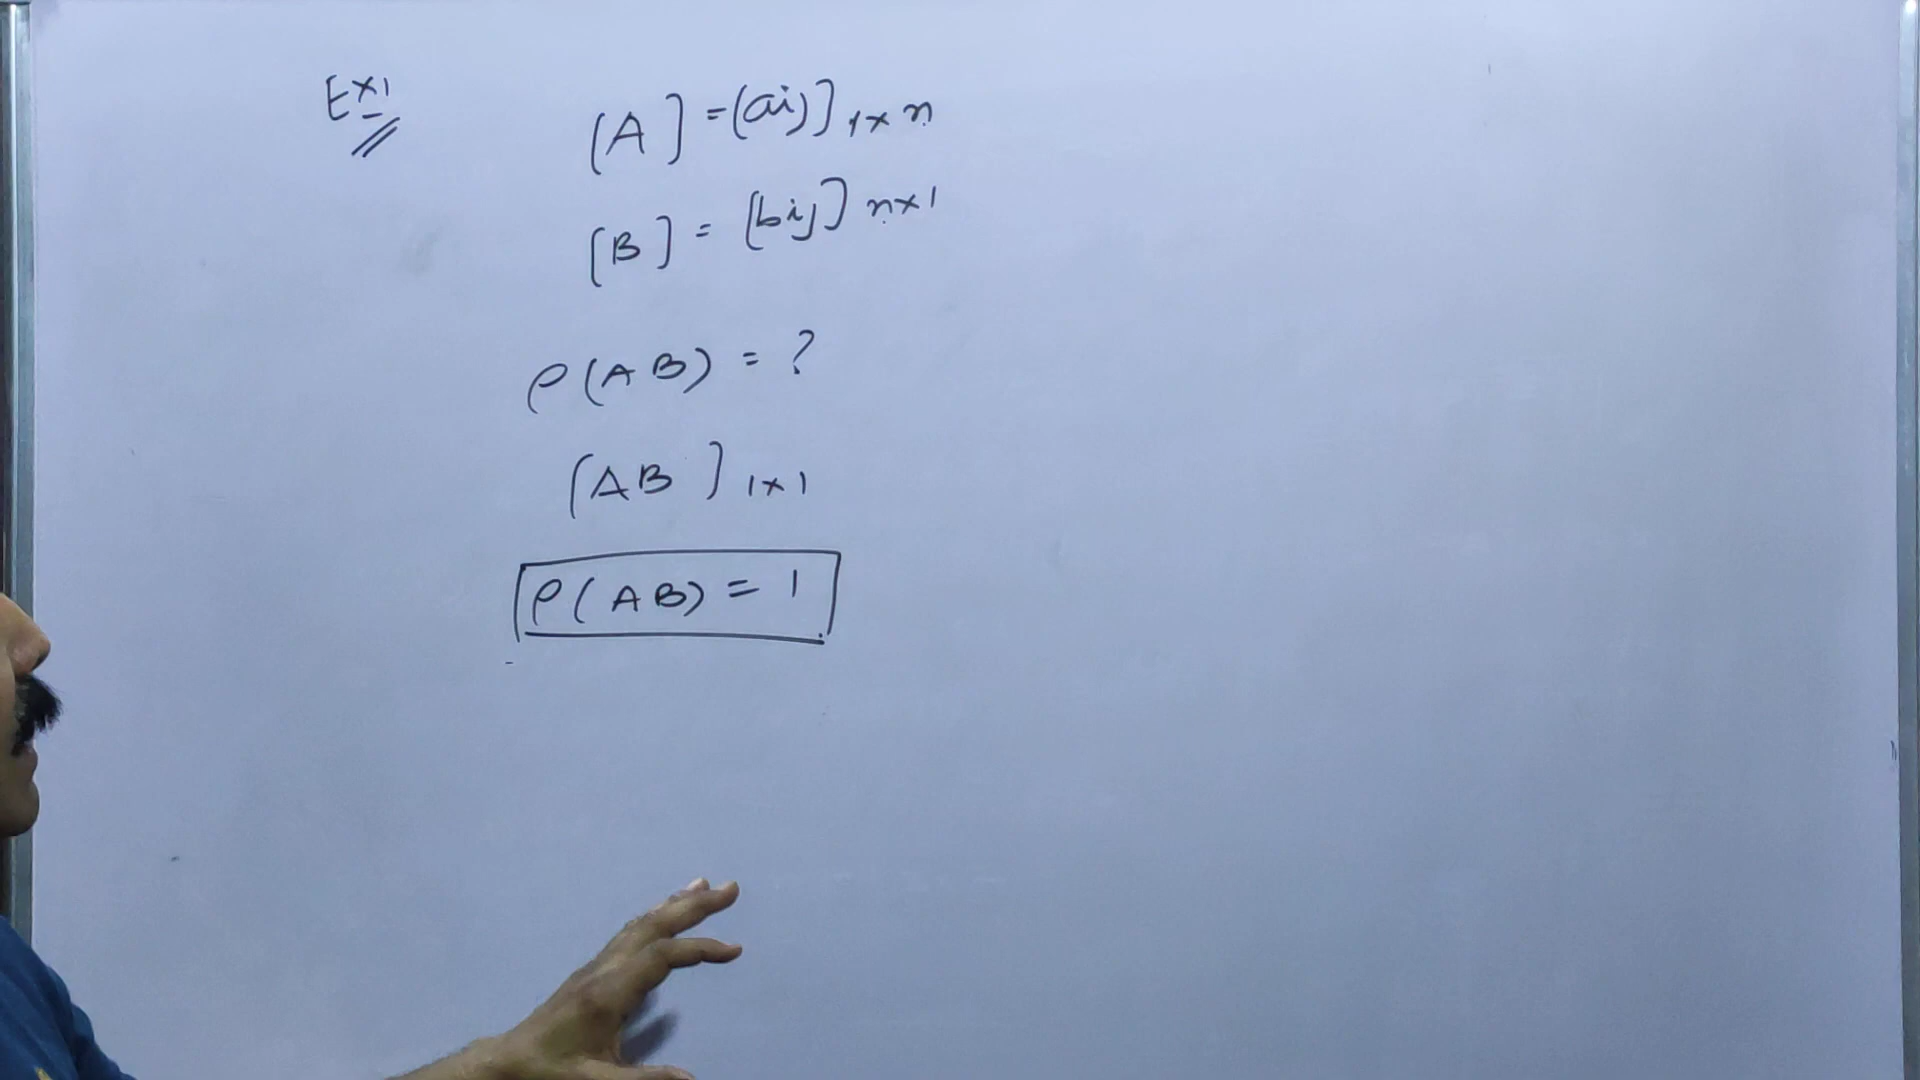 Ex1
[A] = [aij] 1×n
[B] = [bij] n×1
ρ(AB) = ?
[AB] 1×1
ρ(AB) = 1